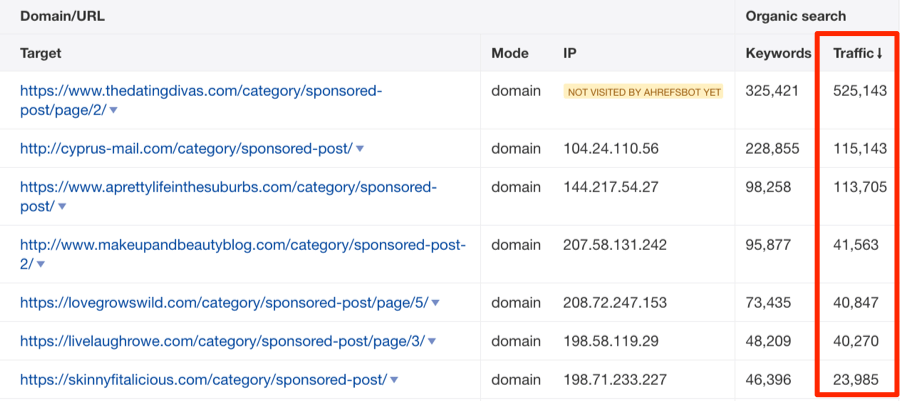 Domain/URL Organic search
Target Mode IP Keywords Traffic↓
https://www.thedatingdivas.com/category/sponsored- domain NOT VISITED BY AHREFSBOT YET 325,421 525,143
post/page/2/
http://cyprus-mail.com/category/sponsored-post/ domain 104.24.110.56 228,855 115,143
https://www.aprettylifeinthesuburbs.com/category/sponsored- domain 144.217.54.27 98,258 113,705
post/
http://www.makeupandbeautyblog.com/category/sponsored-post- domain 207.58.131.242 95,877 41,563
2/
https://lovegrowswild.com/category/sponsored-post/page/5/ domain 208.72.247.153 73,435 40,847
https://livelaughrowe.com/category/sponsored-post/page/3/ domain 198.58.119.29 48,209 40,270
https://skinnyfitalicious.com/category/sponsored-post/ domain 198.71.233.227 46,396 23,985